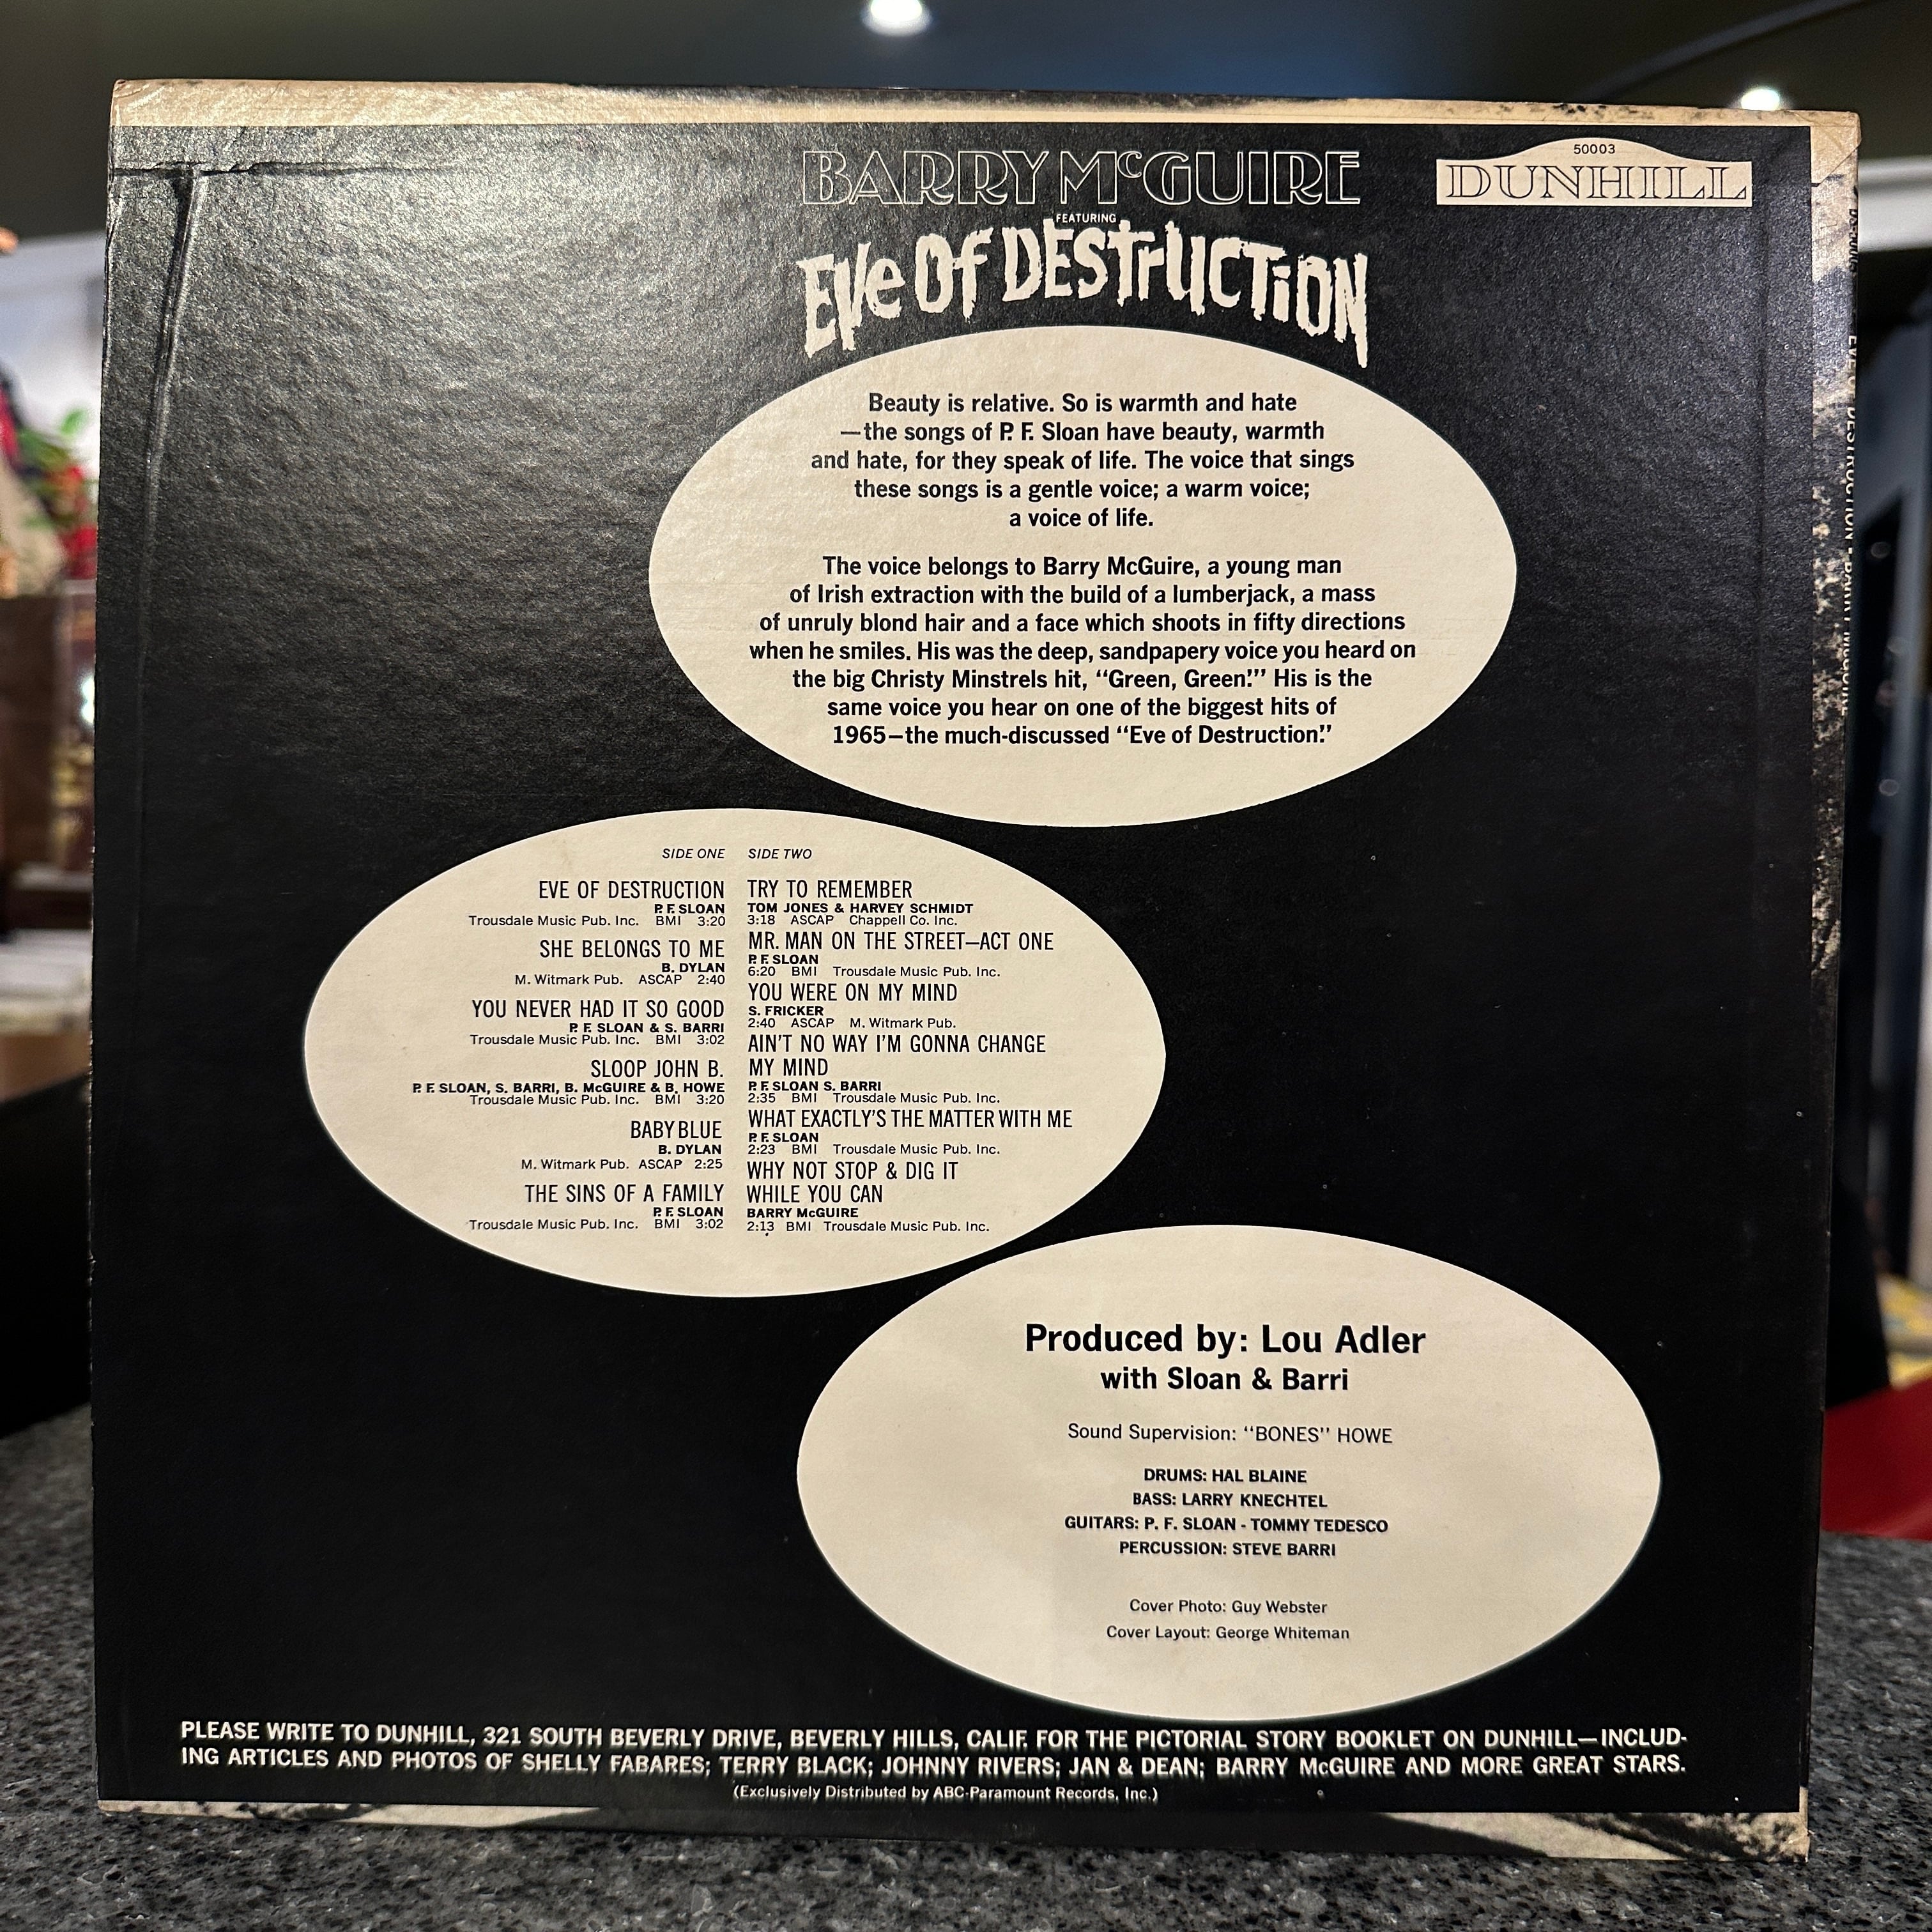 BARRY McGUIRE
50003
DUNHILL
FEATURING
EVe Of DESTrUCTiON
Beauty is relative. So is warmth and hate
—the songs of P. F. Sloan have beauty, warmth
and hate, for they speak of life. The voice that sings
these songs is a gentle voice; a warm voice;
a voice of life.
The voice belongs to Barry McGuire, a young man
of Irish extraction with the build of a lumberjack, a mass
of unruly blond hair and a face which shoots in fifty directions
when he smiles. His was the deep, sandpapery voice you heard on
the big Christy Minstrels hit, “Green, Green.” His is the
same voice you hear on one of the biggest hits of
1965—the much-discussed “Eve of Destruction.”
SIDE ONE
EVE OF DESTRUCTION
P. F. SLOAN
Trousdale Music Pub. Inc. BMI 3:20
SHE BELONGS TO ME
B. DYLAN
M. Witmark Pub. ASCAP 2:40
YOU NEVER HAD IT SO GOOD
P. F. SLOAN & S. BARRI
Trousdale Music Pub. Inc. BMI 3:02
SLOOP JOHN B.
P. F. SLOAN, S. BARRI, B. McGUIRE & B. HOWE
Trousdale Music Pub. Inc. BMI 3:20
BABY BLUE
B. DYLAN
M. Witmark Pub. ASCAP 2:25
THE SINS OF A FAMILY
P. F. SLOAN
Trousdale Music Pub. Inc. BMI 3:02
SIDE TWO
TRY TO REMEMBER
TOM JONES & HARVEY SCHMIDT
3:18 ASCAP Chappell Co. Inc.
MR. MAN ON THE STREET—ACT ONE
P. F. SLOAN
6:20 BMI Trousdale Music Pub. Inc.
YOU WERE ON MY MIND
S. FRICKER
2:40 ASCAP M. Witmark Pub.
AIN'T NO WAY I'M GONNA CHANGE
MY MIND
P. F. SLOAN S. BARRI
2:35 BMI Trousdale Music Pub. Inc.
WHAT EXACTLY'S THE MATTER WITH ME
P. F. SLOAN
2:23 BMI Trousdale Music Pub. Inc.
WHY NOT STOP & DIG IT
WHILE YOU CAN
BARRY McGUIRE
2:13 BMI Trousdale Music Pub. Inc.
Produced by: Lou Adler
with Sloan & Barri
Sound Supervision: “BONES” HOWE
DRUMS: HAL BLAINE
BASS: LARRY KNECHTEL
GUITARS: P. F. SLOAN - TOMMY TEDESCO
PERCUSSION: STEVE BARRI
Cover Photo: Guy Webster
Cover Layout: George Whiteman
PLEASE WRITE TO DUNHILL, 321 SOUTH BEVERLY DRIVE, BEVERLY HILLS, CALIF. FOR THE PICTORIAL STORY BOOKLET ON DUNHILL—INCLUD-
ING ARTICLES AND PHOTOS OF SHELLY FABARES; TERRY BLACK; JOHNNY RIVERS; JAN & DEAN; BARRY McGUIRE AND MORE GREAT STARS.
(Exclusively Distributed by ABC-Paramount Records, Inc.)
EVE OF DESTRUCTION • BARRY McGUIRE